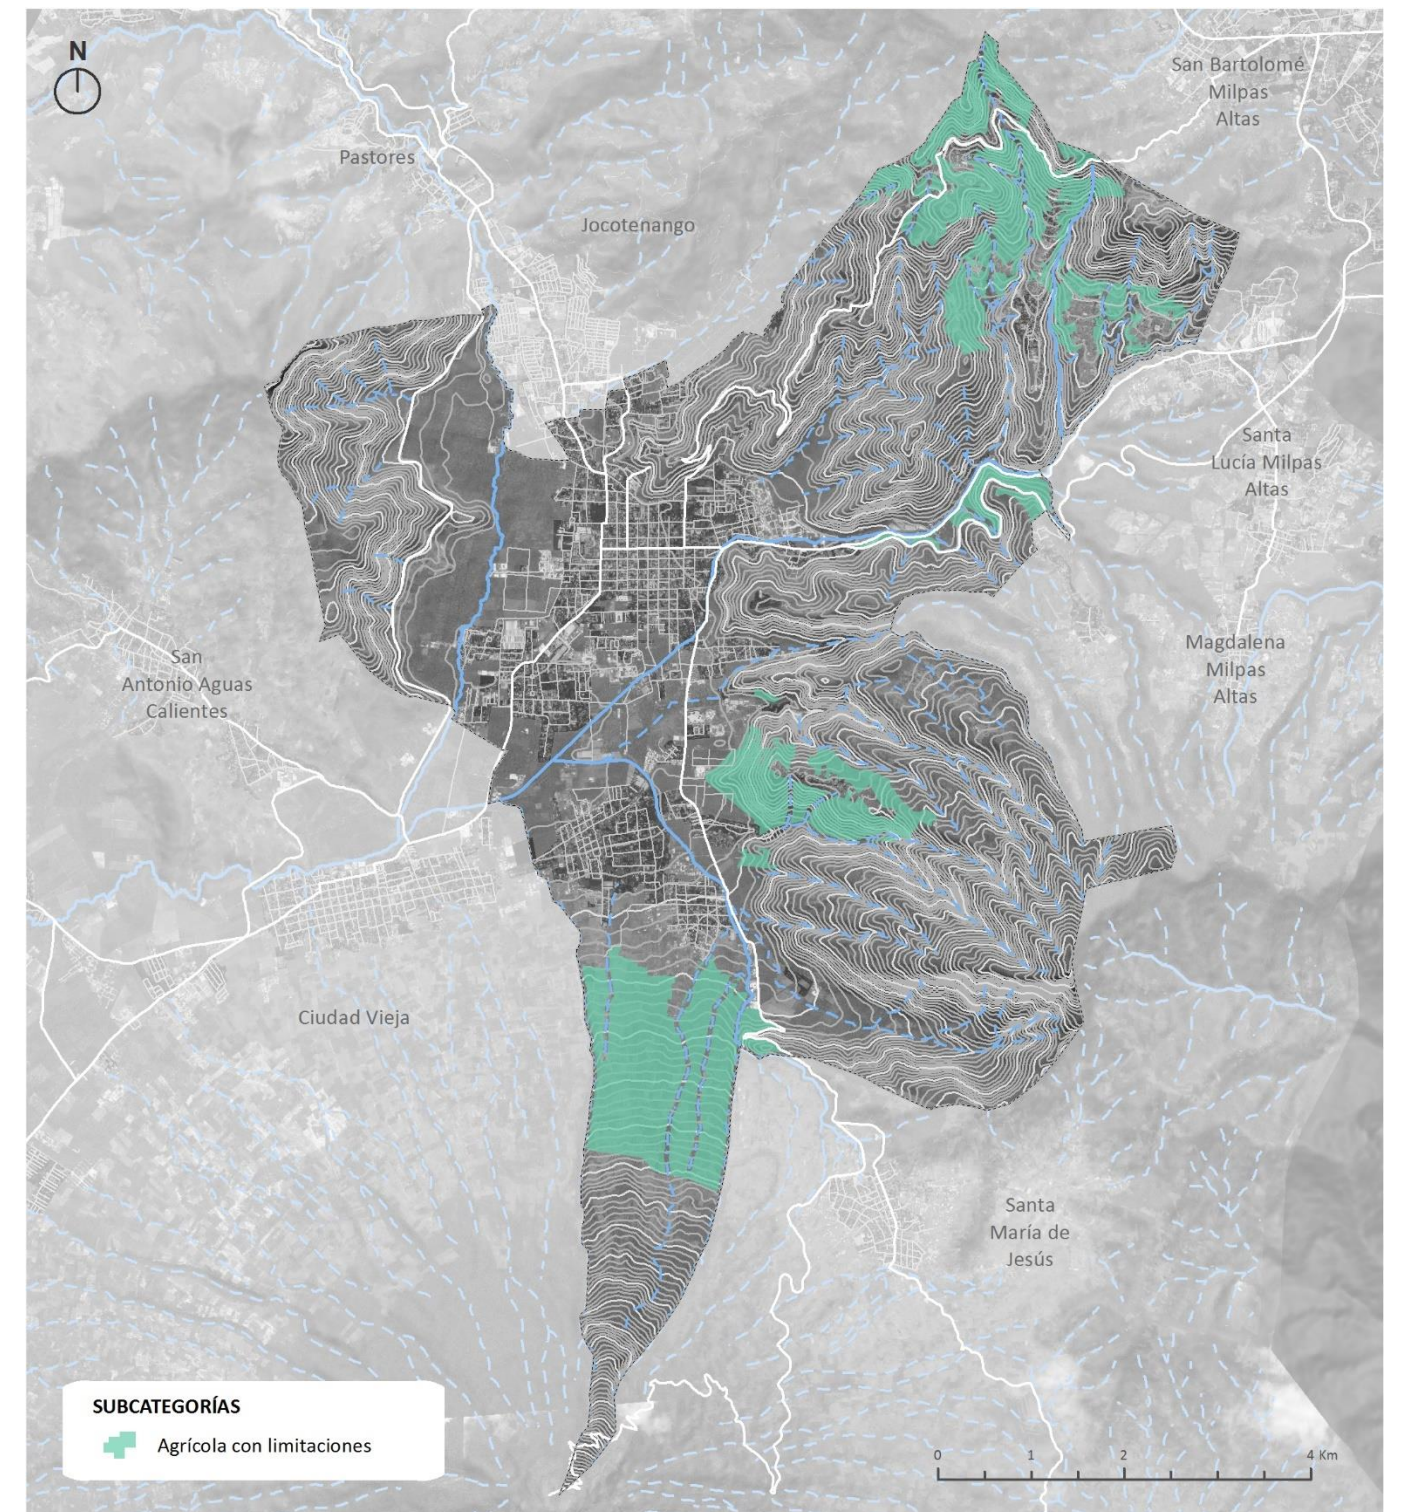 N
San Bartolomé
Milpas
Altas
Pastores
Jocotenango
Santa
Lucía Milpas
Altas
Magdalena
Milpas
Altas
San
Antonio Aguas
Calientes
Ciudad Vieja
Santa
María de
Jesús
SUBCATEGORÍAS
Agrícola con limitaciones
0 1 2 4 Km